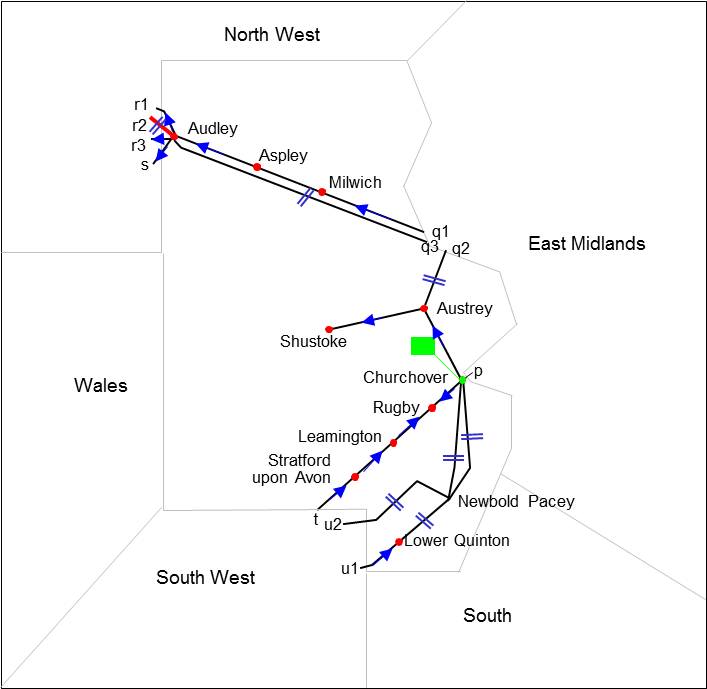 North West
r1
r2
r3
s
Audley
Aspley
Milwich
q1
q3
q2
East Midlands
Austrey
Shustoke
Wales
Churchover
p
Rugby
Leamington
Stratford
upon Avon
t
u2
Newbold Pacey
Lower Quinton
u1
South West
South